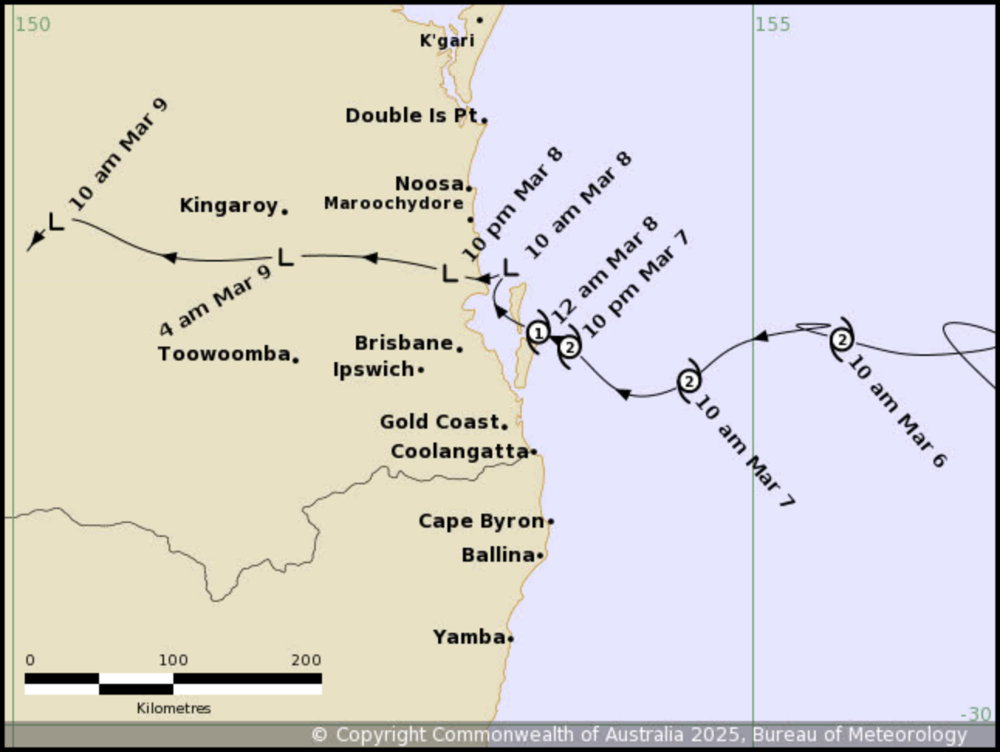 150
155
K'gari
10 am Mar 9
Double Is Pt
10 pm Mar 8
10 am Mar 8
Noosa
Kingaroy
Maroochydore
12 am Mar 8
10 pm Mar 7
L
L
L
L
4 am Mar 9
1
2
2
Brisbane
Toowoomba
Ipswich
2
10 am Mar 6
10 am Mar 7
Gold Coast
Coolangatta
Cape Byron
Ballina
Yamba
0 100 200
Kilometres
-30
© Copyright Commonwealth of Australia 2025, Bureau of Meteorology